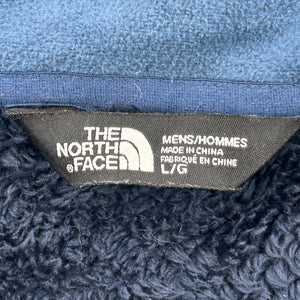 THE
NORTH
FACE
®
MENS/HOMMES
MADE IN CHINA
FABRIQUÉ EN CHINE
L/G